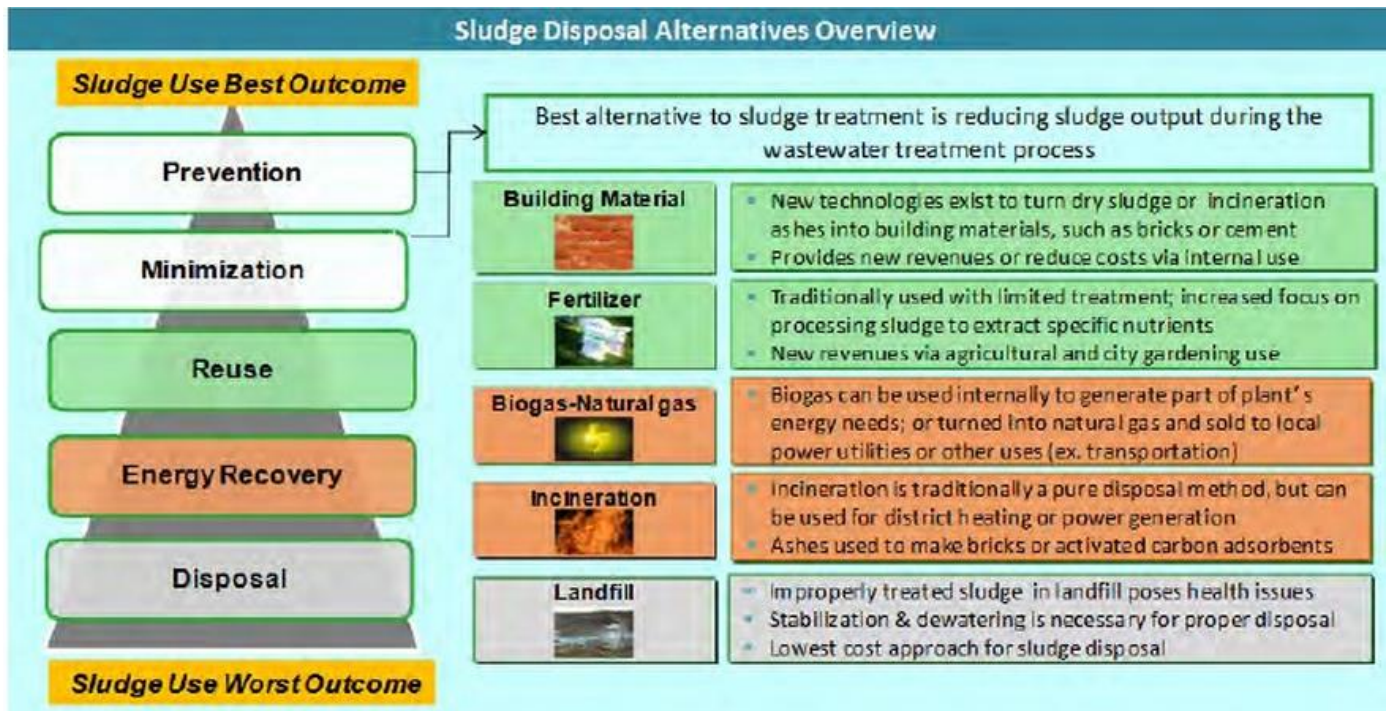 Sludge Disposal Alternatives Overview
Sludge Use Best Outcome
Prevention
Minimization
Reuse
Energy Recovery
Disposal
Sludge Use Worst Outcome
Best alternative to sludge treatment is reducing sludge output during the
wastewater treatment process
Building Material
• New technologies exist to turn dry sludge or incineration
ashes into building materials, such as bricks or cement
• Provides new revenues or reduce costs via internal use
Fertilizer
• Traditionally used with limited treatment; increased focus on
processing sludge to extract specific nutrients
• New revenues via agricultural and city gardening use
Biogas-Natural gas
• Biogas can be used internally to generate part of plant's
energy needs; or turned into natural gas and sold to local
power utilities or other uses (ex. transportation)
Incineration
• Incineration is traditionally a pure disposal method, but can
be used for district heating or power generation
• Ashes used to make bricks or activated carbon adsorbents
Landfill
• Improperly treated sludge in landfill poses health issues
• Stabilization & dewatering is necessary for proper disposal
• Lowest cost approach for sludge disposal